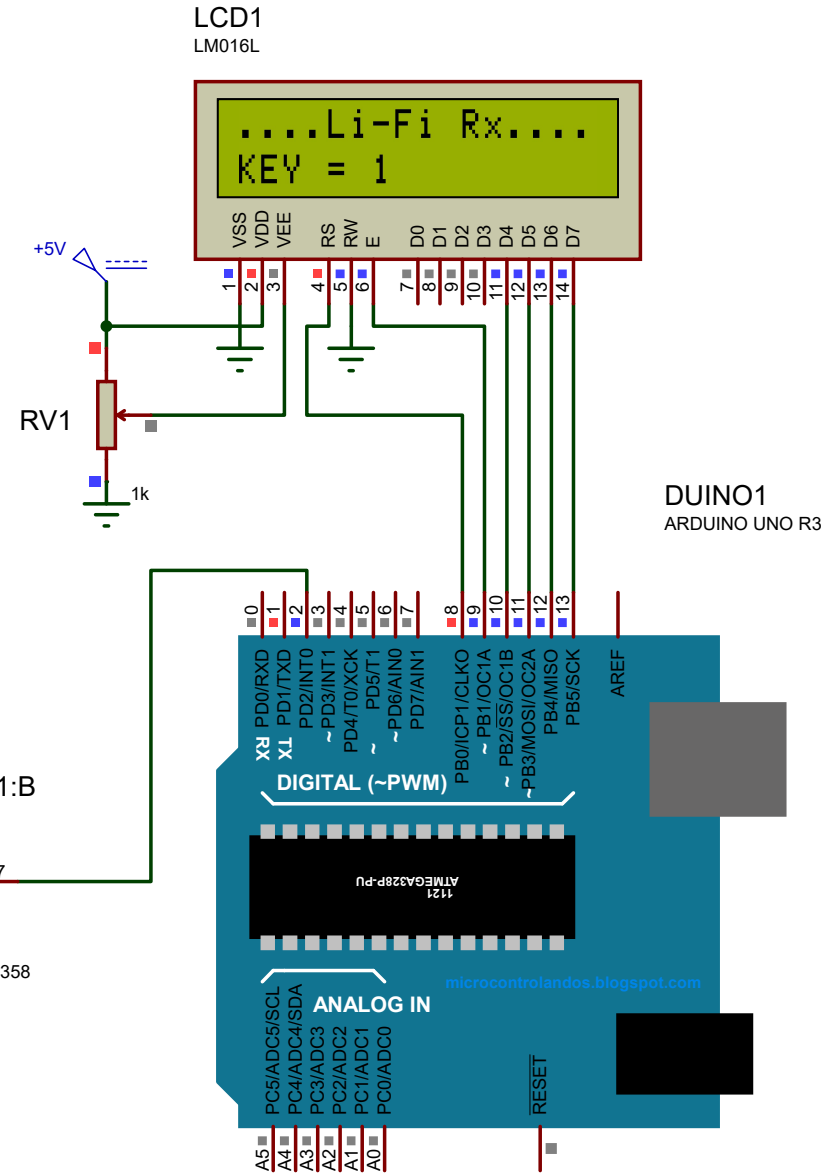 LCD1
LM016L
....Li-Fi Rx....
KEY = 1
VSS
VDD
VEE
RS
RW
E
D0
D1
D2
D3
D4
D5
D6
D7
1
2
3
4
5
6
7
8
9
10
11
12
13
14
+5V
RV1
1k
DUINO1
ARDUINO UNO R3
0
1
2
3
4
5
6
7
8
9
10
11
12
13
PD0/RXD
PD1/TXD
PD2/INT0
~PD3/INT1
PD4/T0/XCK
~ PD5/T1
~PD6/AIN0
PD7/AIN1
PB0/ICP1/CLKO
~ PB1/OC1A
~ PB2/SS/OC1B
~PB3/MOSI/OC2A
PB4/MISO
PB5/SCK
AREF
RX
TX
DIGITAL (~PWM)
1:B
7
358
1121
ATMEGA328P-PU
microcontrolandos.blogspot.com
ANALOG IN
PC5/ADC5/SCL
PC4/ADC4/SDA
PC3/ADC3
PC2/ADC2
PC1/ADC1
PC0/ADC0
RESET
A5
A4
A3
A2
A1
A0